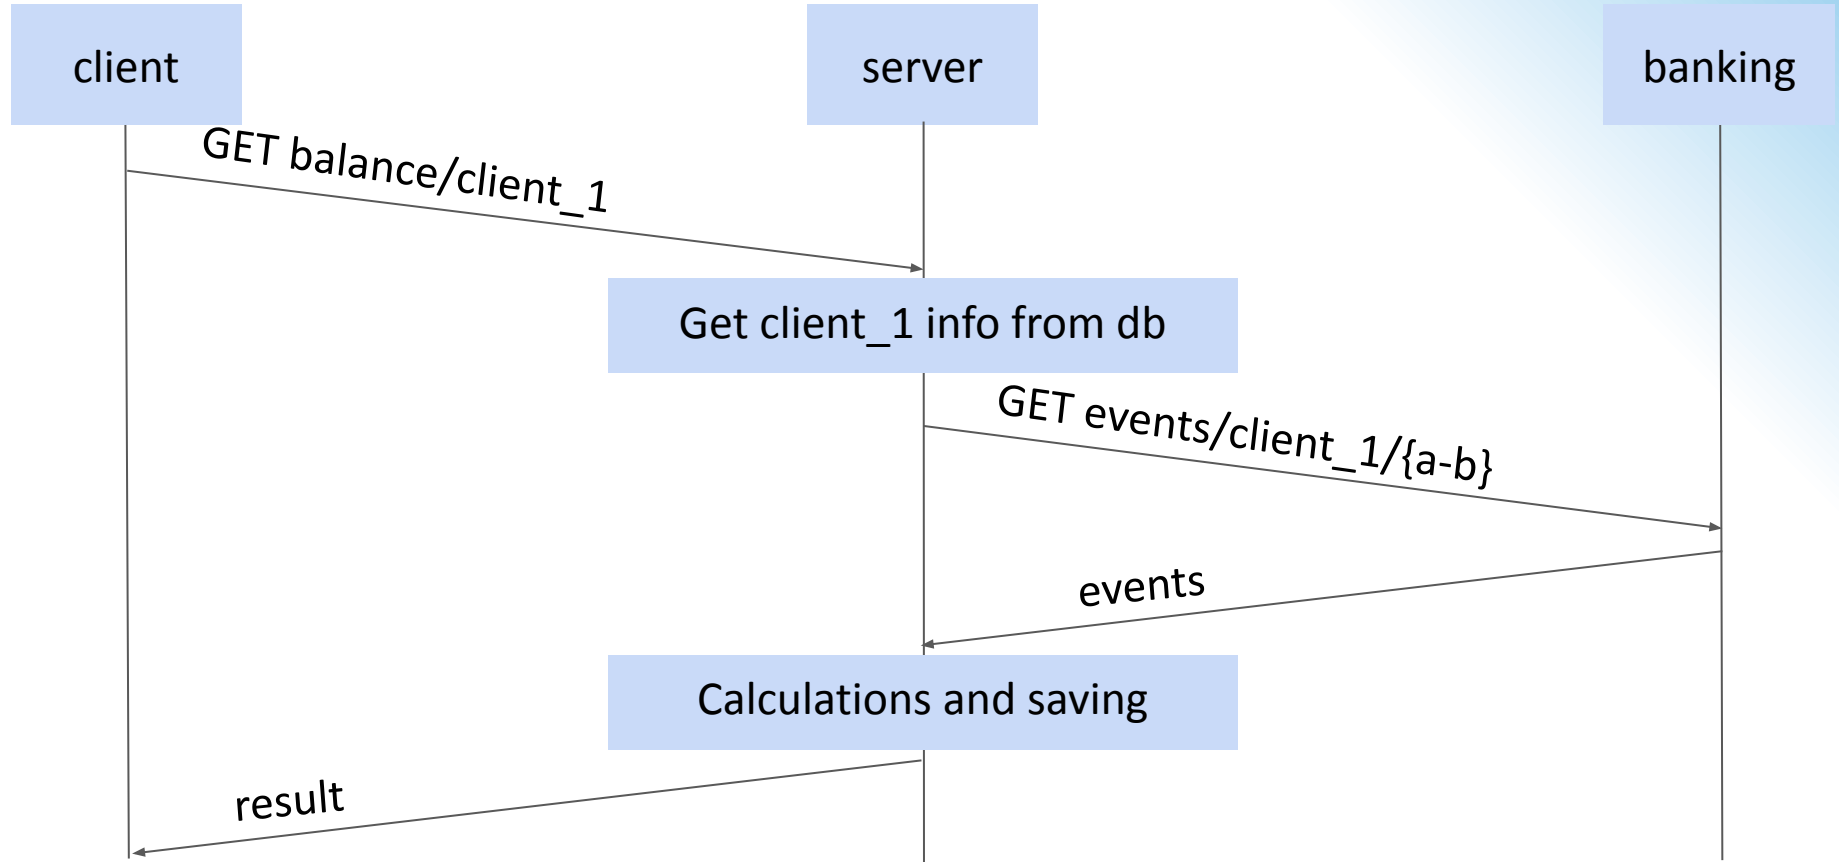 client
server
banking
GET balance/client_1
Get client_1 info from db
GET events/client_1/{a-b}
events
Calculations and saving
result